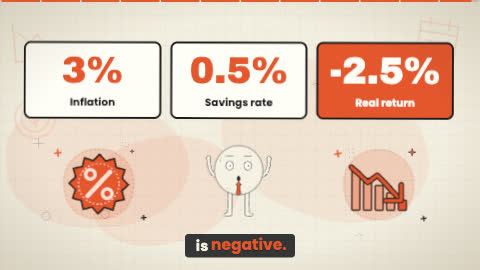 3%
Inflation
0.5%
Savings rate
-2.5%
Real return
%
is negative.